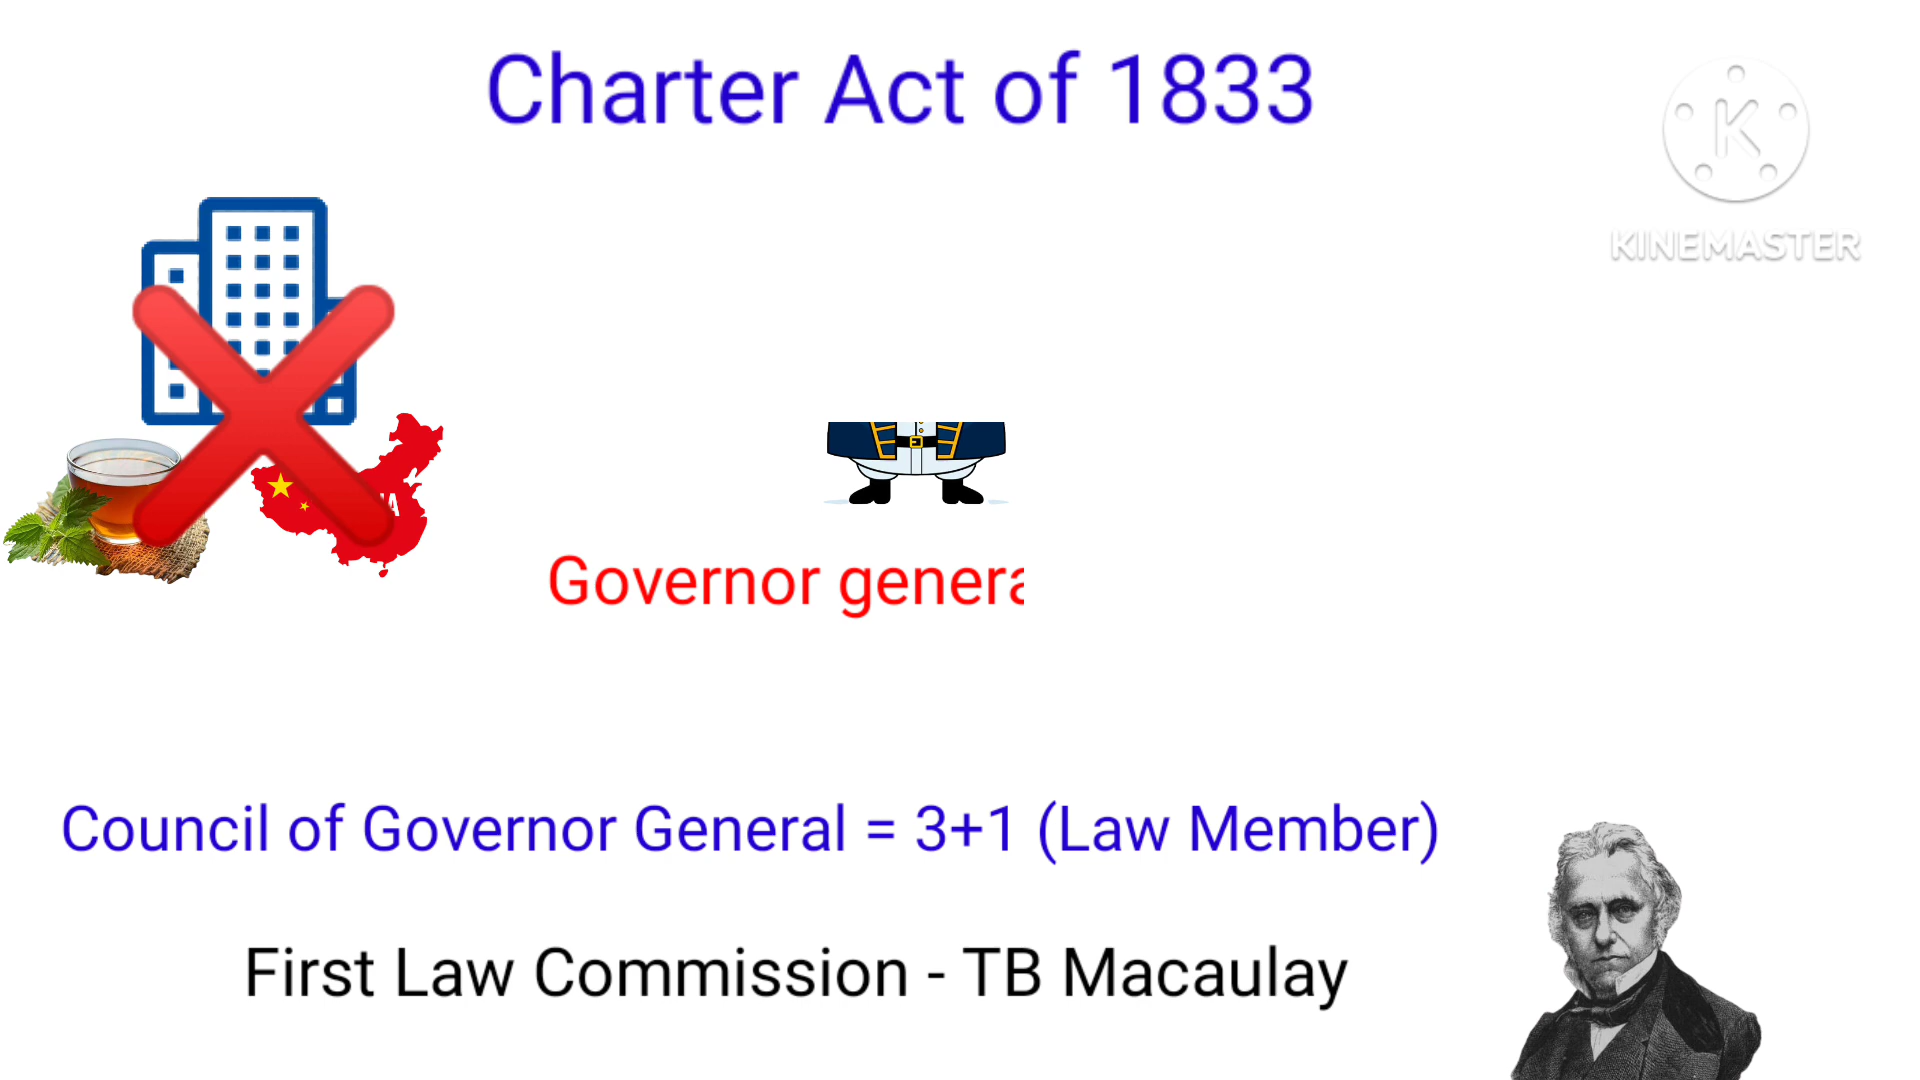 Charter Act of 1833
K
KINEMASTER
Governor genera
Council of Governor General = 3+1 (Law Member)
First Law Commission - TB Macaulay